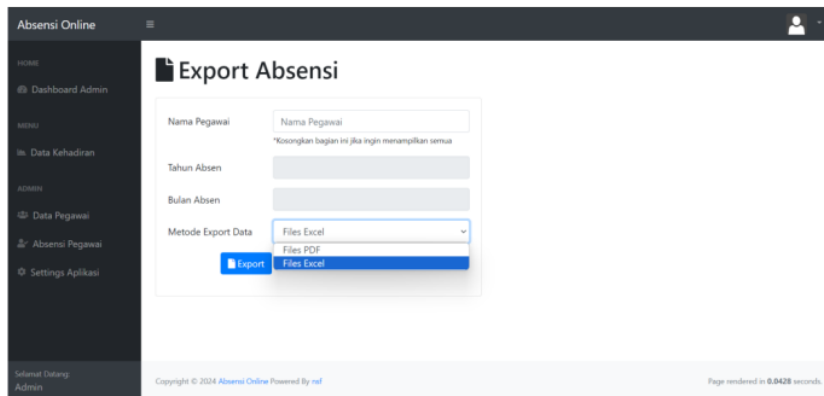 Absensi Online
HOME
Dashboard Admin
MENU
Data Kehadiran
ADMIN
Data Pegawai
Absensi Pegawai
Settings Aplikasi
Selamat Datang:
Admin
Export Absensi
Nama Pegawai
Nama Pegawai
*Kosongkan bagian ini jika ingin menampilkan semua
Tahun Absen
Bulan Absen
Metode Export Data
Files Excel
Files PDF
Files Excel
Export
Copyright © 2024 Absensi Online Powered By nef
Page rendered in 0.0428 seconds.